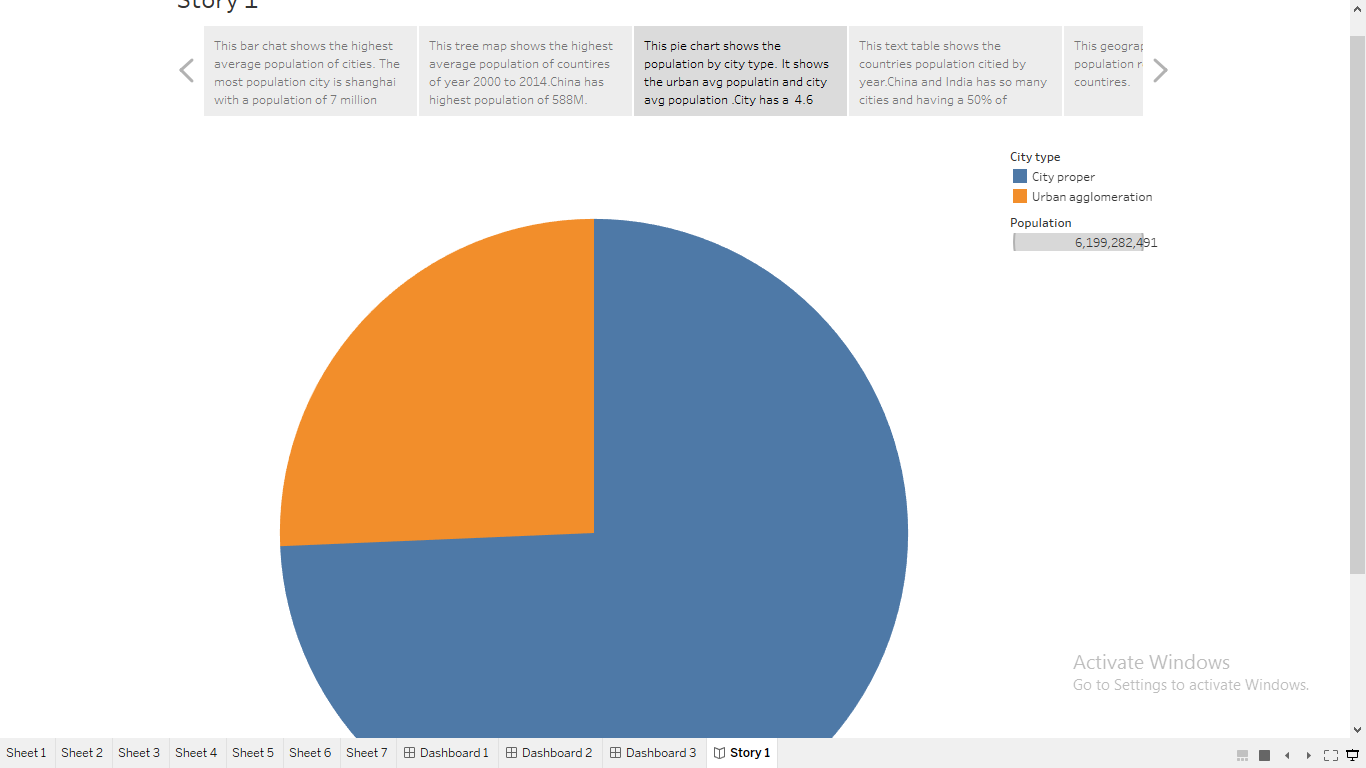 Story 1
This bar chat shows the highest
average population of cities. The
most population city is shanghai
with a population of 7 million
This tree map shows the highest
average population of countires
of year 2000 to 2014.China has
highest population of 588M.
This pie chart shows the
population by city type. It shows
the urban avg populatin and city
avg population .City has a  4.6
This text table shows the
countries population citied by
year.China and India has so many
cities and having a 50% of
This geograp
population r
countires.
City type
City proper
Urban agglomeration
Population
6,199,282,491
Activate Windows
Go to Settings to activate Windows.
Sheet 1 Sheet 2 Sheet 3 Sheet 4 Sheet 5 Sheet 6 Sheet 7 Dashboard 1 Dashboard 2 Dashboard 3 Story 1